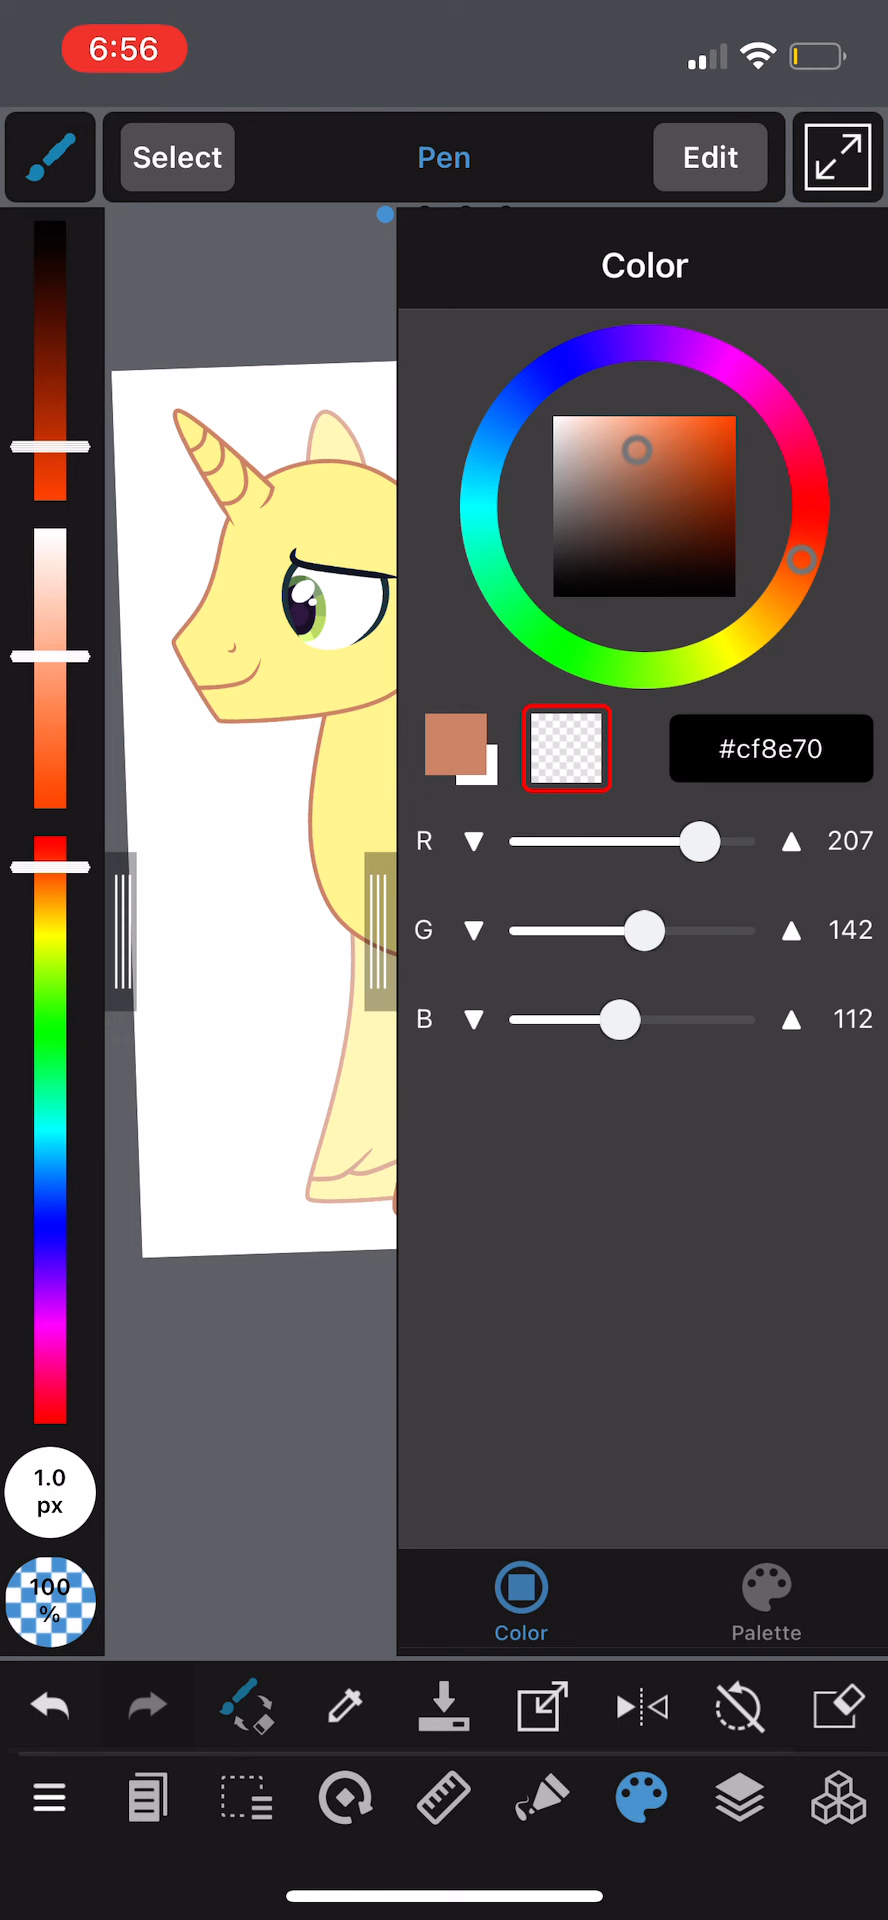 6:56
Select
Pen
Edit
Color
#cf8e70
R 207
G 142
B 112
1.0
px
100
%
Color
Palette